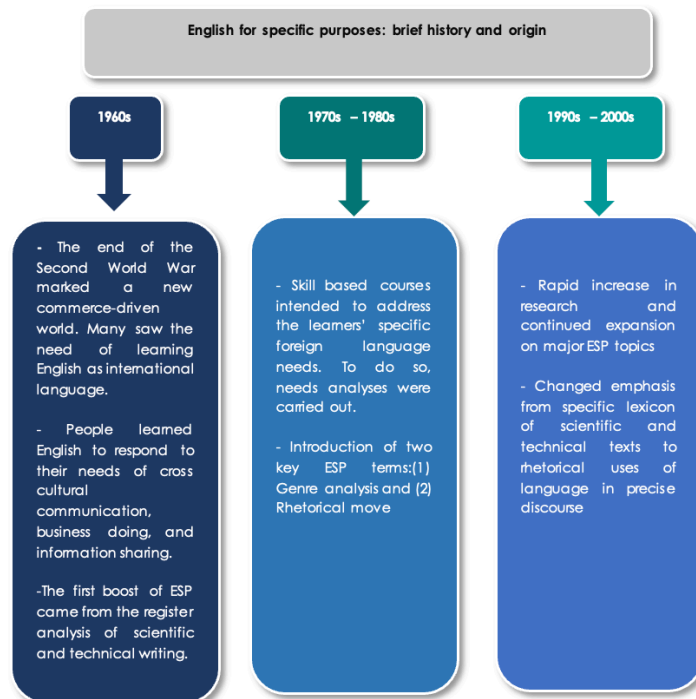 English for specific purposes: brief history and origin
1960s
1970s – 1980s
1990s – 2000s
- The end of the
Second World War
marked a new
commerce-driven
world. Many saw the
need of learning
English as international
language.
- People learned
English to respond to
their needs of cross
cultural
communication,
business doing, and
information sharing.
-The first boost of ESP
came from the register
analysis of scientific
and technical writing.
- Skill based courses
intended to address
the learners' specific
foreign language
needs. To do so,
needs analyses were
carried out.
- Introduction of two
key ESP terms:(1)
Genre analysis and (2)
Rhetorical move
- Rapid increase in
research and
continued expansion
on major ESP topics
- Changed emphasis
from specific lexicon
of scientific and
technical texts to
rhetorical uses of
language in precise
discourse